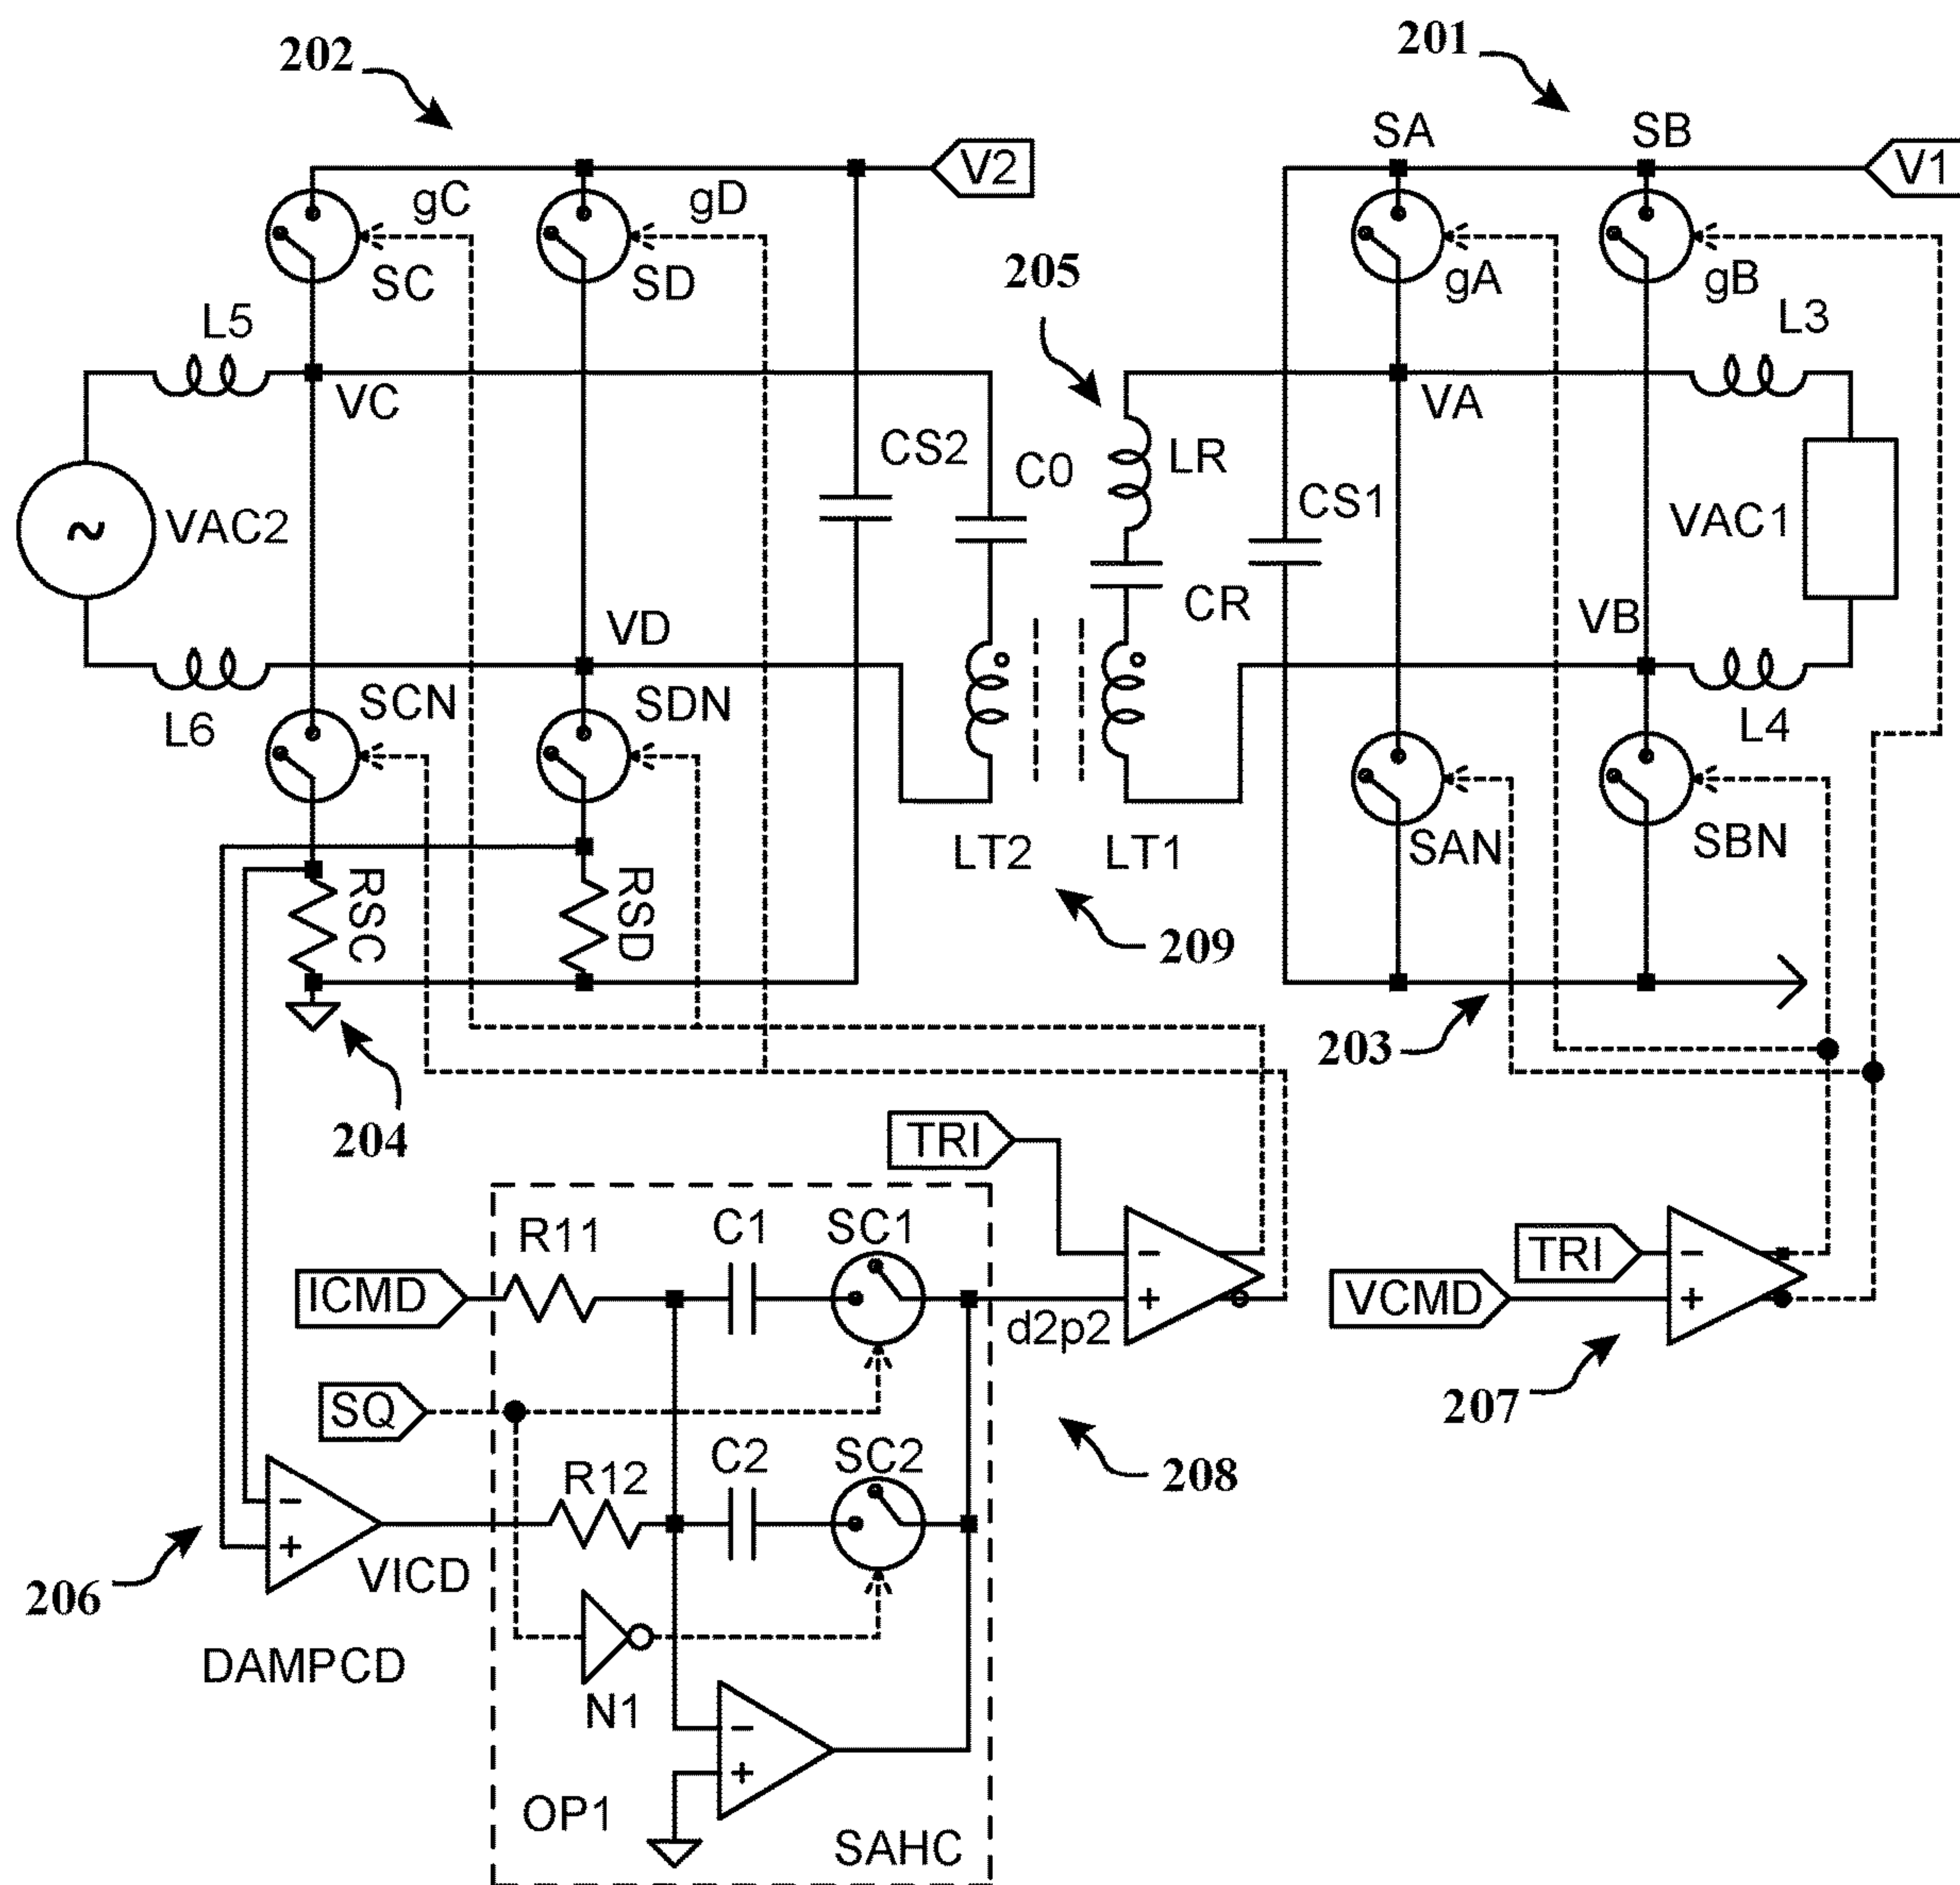 202
201
SA
SB
V2
V1
gC
gD
SC
SD
205
gA
gB
L5
L3
VC
VA
CS2
C0
LR
CS1
VAC2
VAC1
CR
VD
VB
SCN
SDN
L6
L4
LT2
LT1
SAN
SBN
RSC
RSD
209
203
204
TRI
R11
C1
SC1
TRI
ICMD
d2p2
VCMD
SQ
207
C2
SC2
R12
208
206
VICD
DAMPCD
N1
OP1
SAHC
~
−
+
−
+
−
+
−
+